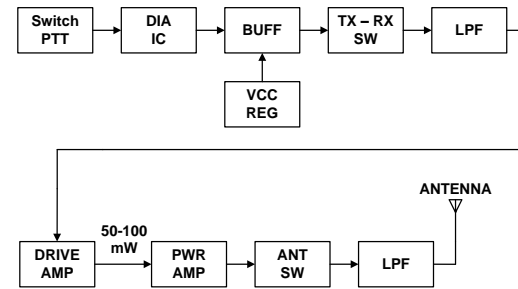 Switch
PTT
DIA
IC
BUFF
TX – RX
SW
LPF
VCC
REG
ANTENNA
50-100
mW
DRIVE
AMP
PWR
AMP
ANT
SW
LPF